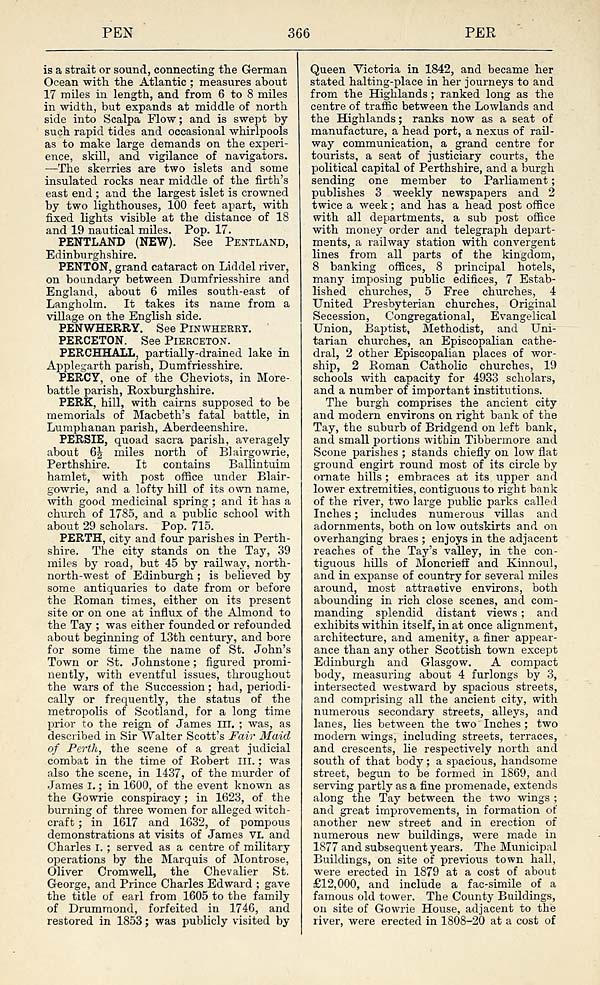 PEN 366 PER
is a strait or sound, connecting the German
Ocean with the Atlantic ; measures about
17 miles in length, and from 6 to 8 miles
in width, but expands at middle of north
side into Scalpa Flow ; and is swept by
such rapid tides and occasional whirlpools
as to make large demands on the experi-
ence, skill, and vigilance of navigators.
—The skerries are two islets and some
insulated rocks near middle of the firth's
east end ; and the largest islet is crowned
by two lighthouses, 100 feet apart, with
fixed lights visible at the distance of 18
and 19 nautical miles. Pop. 17.
PENTLAND (NEW). See PENTLAND,
Edinburghshire.
PENTON, grand cataract on Liddel river,
on boundary between Dumfriesshire and
England, about 6 miles south-east of
Langholm. It takes its name from a
village on the English side.
PENWHERRY. See PINWHERRY.
PERCETON. See PIERCETON.
PERCHHALL, partially-drained lake in
Applegarth parish, Dumfriesshire.
PERCY, one of the Cheviots, in More-
battle parish, Roxburghshire.
PERK, hill, with cairns supposed to be
memorials of Macbeth's fatal battle, in
Lumphanan parish, Aberdeenshire.
PERSIE, quoad sacra parish, averagely
about 6½ miles north of Blairgowrie,
Perthshire. It contains Ballintuim
hamlet, with post office under Blair-
gowrie, and a lofty hill of its own name,
with good medicinal spring ; and it has a
church of 1785, and a public school with
about 29 scholars. Pop. 715.
PERTH, city and four parishes in Perth-
shire. The city stands on the Tay, 39
miles by road, but 45 by railway, north-
north-west of Edinburgh ; is believed by
some antiquaries to date from or before
the Roman times, either on its present
site or on one at influx of the Almond to
the Tay ; was either founded or refounded
about beginning of 13th century, and bore
for some time the name of St. John's
Town or St. Johnstone ; figured promi-
nently, with eventful issues, throughout
the wars of the Succession ; had, periodi-
cally or frequently, the status of the
metropolis of Scotland, for a long time
prior to the reign of James III. ; was, as
described in Sir Walter Scott's Fair Maid
of Perth, the scene of a great judicial
combat in the time of Robert III. ; was
also the scene, in 1437, of the murder of
James I. ; in 1600, of the event known as
the Gowrie conspiracy ; in 1623, of the
burning of three women for alleged witch-
craft ; in 1617 and 1632, of pompous
demonstrations at visits of James VI. and
Charles I. ; served as a centre of military
operations by the Marquis of Montrose,
Oliver Cromwell, the Chevalier St.
George, and Prince Charles Edward ; gave
the title of earl from 1605 to the family
of Drummond, forfeited in 1746, and
restored in 1853 ; was publicly visited by
Queen Victoria in 1842, and became her
stated halting-place in her journeys to and
from the Highlands ; ranked long as the
centre of traffic between the Lowlands and
the Highlands ; ranks now as a seat of
manufacture, a head port, a nexus of rail-
way communication, a grand centre for
tourists, a seat of justiciary courts, the
political capital of Perthshire, and a burgh
sending one member to Parliament ;
publishes 3 weekly newspapers and 2
twice a week ; and has a head post office
with all departments, a sub post office
with money order and telegraph depart-
ments, a railway station with convergent
lines from all parts of the kingdom,
8 banking offices, 8 principal hotels,
many imposing public edifices, 7 Estab-
lished churches, 5 Free churches, 4
United Presbyterian churches, Original
Secession, Congregational, Evangelical
Union, Baptist, Methodist, and Uni-
tarian churches, an Episcopalian cathe-
dral, 2 other Episcopalian places of wor-
ship, 2 Roman Catholic churches, 19
schools with capacity for 4933 scholars,
and a number of important institutions.
The burgh comprises the ancient city
and modern environs on right bank of the
Tay, the suburb of Bridgend on left bank,
and small portions within Tibbermore and
Scone parishes ; stands chiefly on low flat
ground engirt round most of its circle by
ornate hills ; embraces at its upper and
lower extremities, contiguous to right bank
of the river, two large public parks called
Inches ; includes numerous villas and
adornments, both on low outskirts and on
overhanging braes ; enjoys in the adjacent
reaches of the Tay's valley, in the con-
tiguous hills of Moncrieff and Kinnoul,
and in expanse of country for several miles
around, most attractive environs, both
abounding in rich close scenes, and com-
manding splendid distant views ; and
exhibits within itself, in at once alignment,
architecture, and amenity, a finer appear-
ance than any other Scottish town except
Edinburgh and Glasgow. A compact
body, measuring about 4 furlongs by 3,
intersected westward by spacious streets,
and comprising all the ancient city, with
numerous secondary streets, alleys, and
lanes, lies between the two Inches ; two
modern wings, including streets, terraces,
and crescents, lie respectively north and
south of that body ; a spacious, handsome
street, begun to be formed in 1869, and
serving partly as a fine promenade, extends
along the Tay between the two wings ;
and great improvements, in formation of
another new street and in erection of
numerous new buildings, were made in
1877 and subsequent years. The Municipal
Buildings, on site of previous town hall,
were erected in 1879 at a cost of about
£12,000, and include a fac-simile of a
famous old tower. The County Buildings,
on site of Gowrie House, adjacent to the
river, were erected in 1808-20 at a cost of